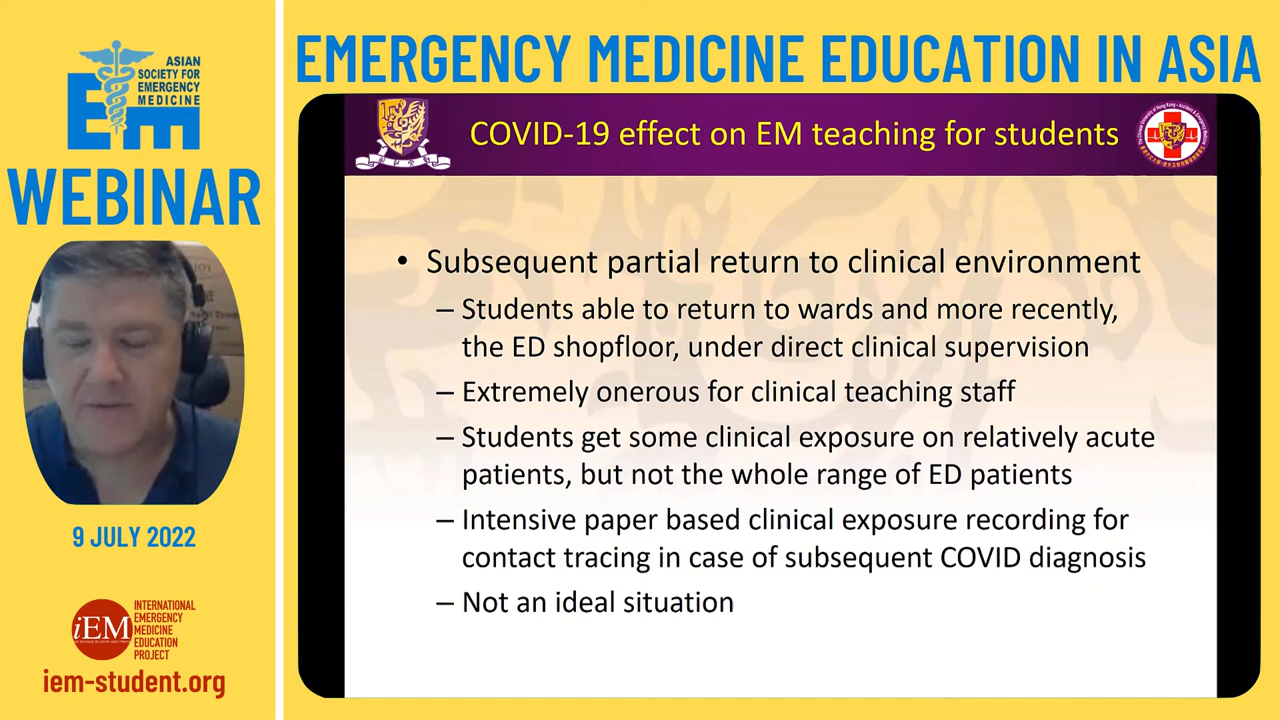 EMERGENCY MEDICINE EDUCATION IN ASIA
ASIAN
SOCIETY FOR
EMERGENCY
MEDICINE
EM
WEBINAR
9 JULY 2022
iEM
INTERNATIONAL
EMERGENCY
MEDICINE
EDUCATION
PROJECT
iem-student.org
COVID-19 effect on EM teaching for students
• Subsequent partial return to clinical environment
– Students able to return to wards and more recently,
the ED shopfloor, under direct clinical supervision
– Extremely onerous for clinical teaching staff
– Students get some clinical exposure on relatively acute
patients, but not the whole range of ED patients
– Intensive paper based clinical exposure recording for
contact tracing in case of subsequent COVID diagnosis
– Not an ideal situation